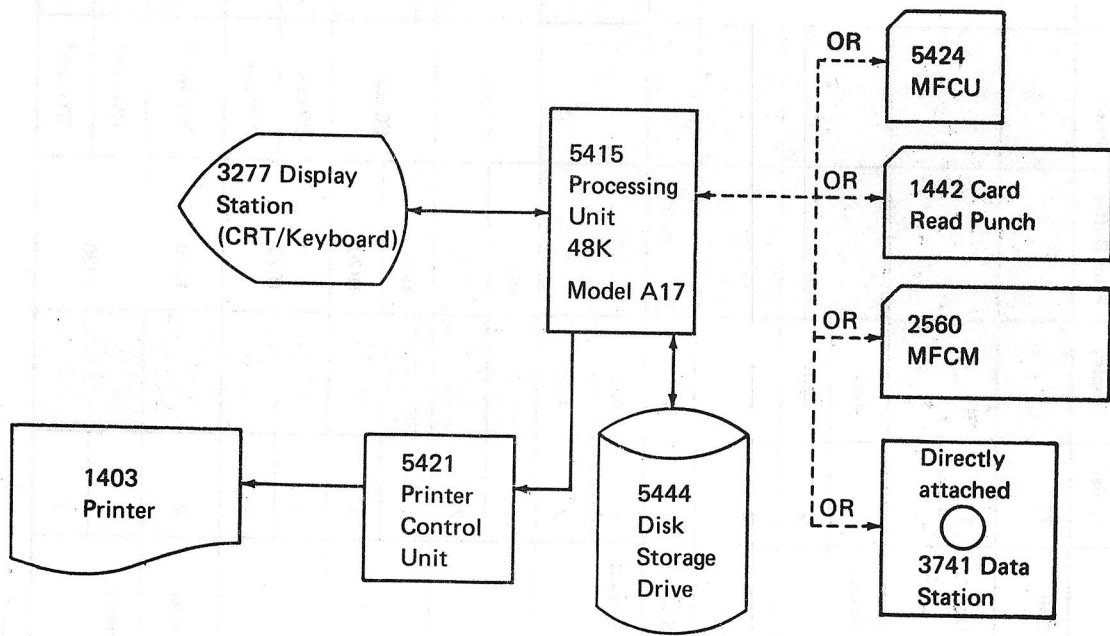 3277 Display
Station
(CRT/Keyboard)
5415
Processing
Unit
48K
Model A17
OR
5424
MFCU
OR
1442 Card
Read Punch
OR
2560
MFCM
OR
Directly
attached
3741 Data
Station
1403
Printer
5421
Printer
Control
Unit
5444
Disk
Storage
Drive